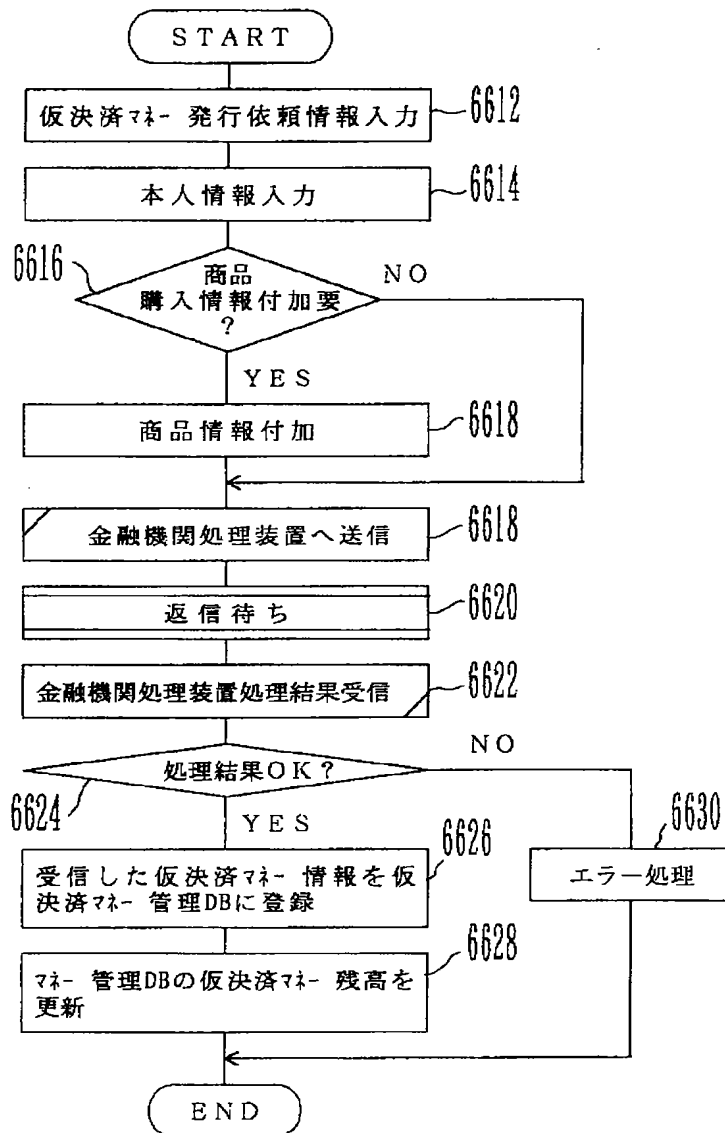 START
仮決済マネー 発行依頼情報入力
6612
本人情報入力
6614
6616
商品
購入情報付加要
?
NO
YES
商品情報付加
6618
金融機関処理装置へ送信
6618
返信待ち
6620
金融機関処理装置処理結果受信
6622
処理結果OK?
NO
6624
YES
6626
6630
受信した仮決済マネー 情報を仮
決済マネー 管理DBに登録
エラー処理
6628
マネー 管理DBの仮決済マネー 残高を
更新
END